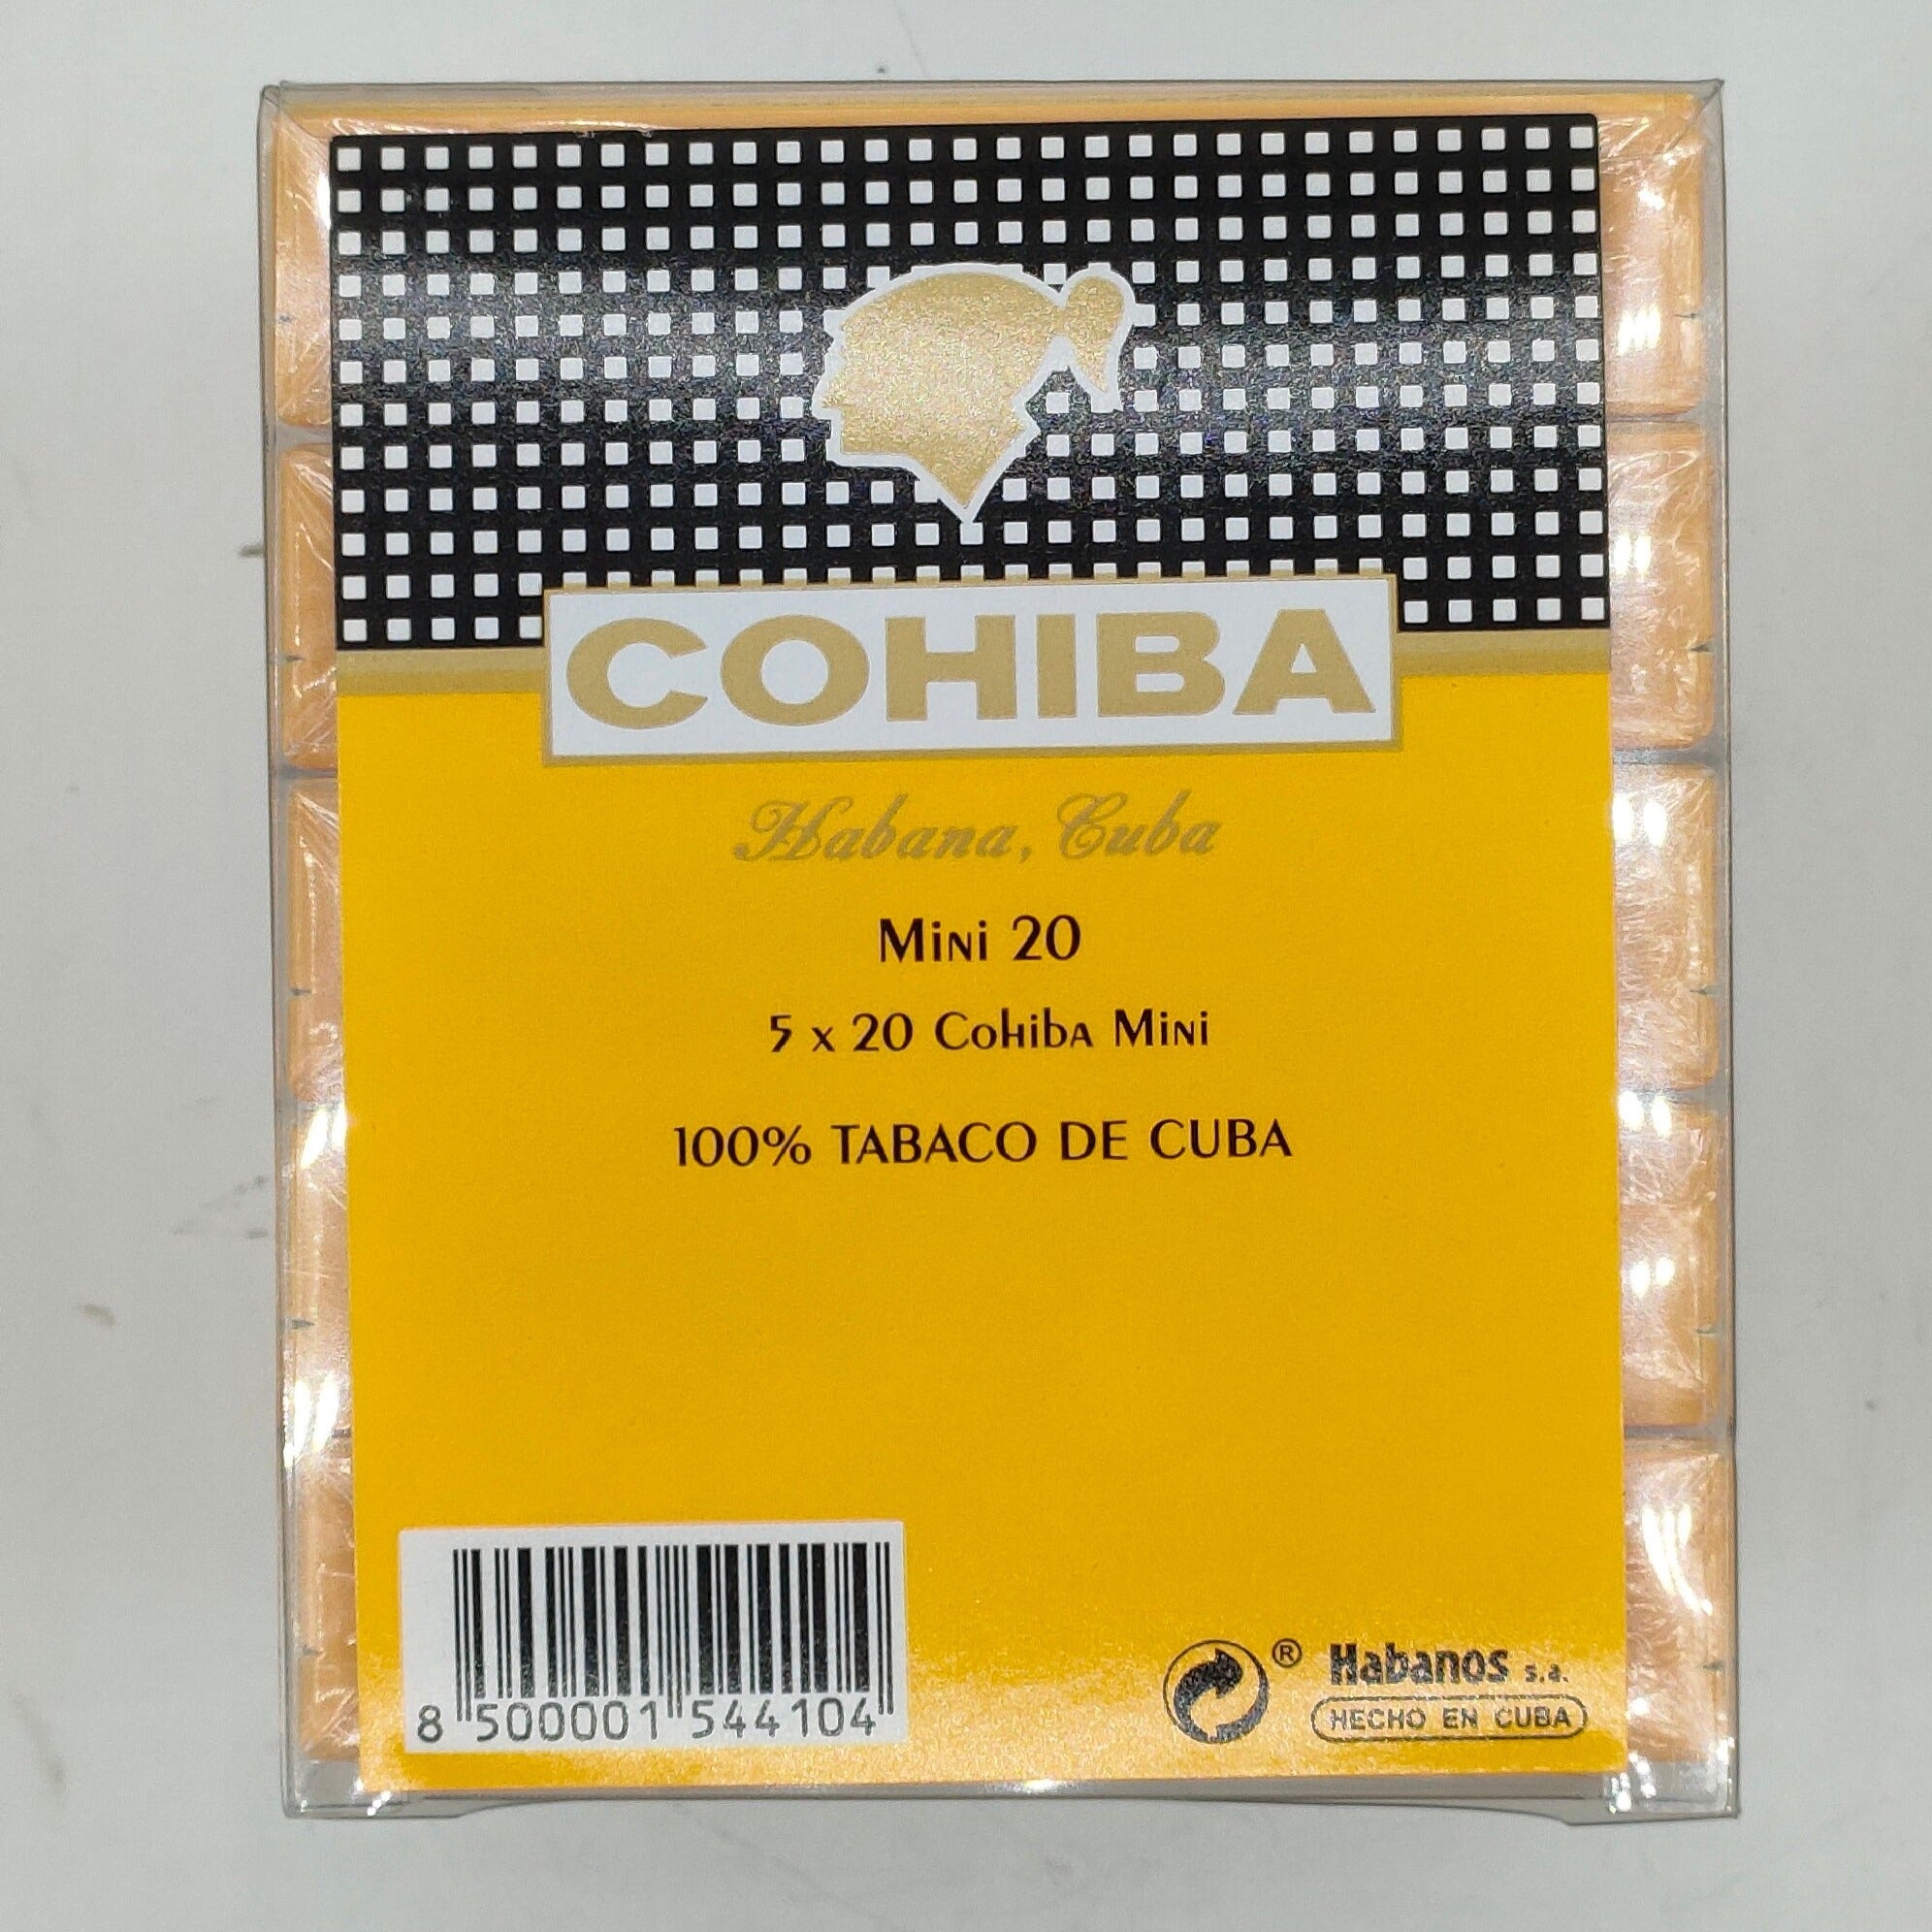 COHIBA
Habana, Cuba
Mini 20
5 x 20 Cohiba Mini
100% TABACO DE CUBA
8 500001 544104
® Habanos s.a.
HECHO EN CUBA